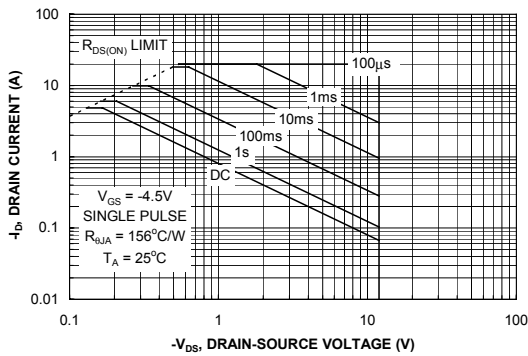 100
R_DS(ON) LIMIT
100µs
10
1ms
10ms
100ms
1
1s
DC
V_GS = -4.5V
SINGLE PULSE
R_θJA = 156°C/W
T_A = 25°C
0.1
0.01
0.1
1
10
100
-I_D, DRAIN CURRENT (A)
-V_DS, DRAIN-SOURCE VOLTAGE (V)